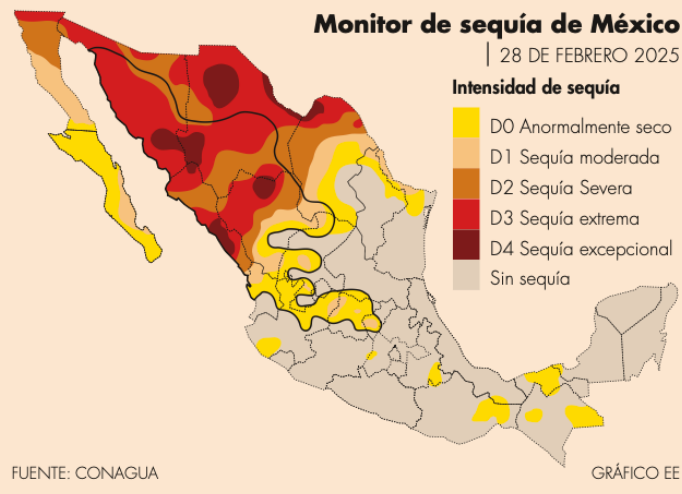 Monitor de sequía de México
| 28 DE FEBRERO 2025
Intensidad de sequía
D0 Anormalmente seco
D1 Sequía moderada
D2 Sequía Severa
D3 Sequía extrema
D4 Sequía excepcional
Sin sequía
FUENTE: CONAGUA
GRÁFICO EE